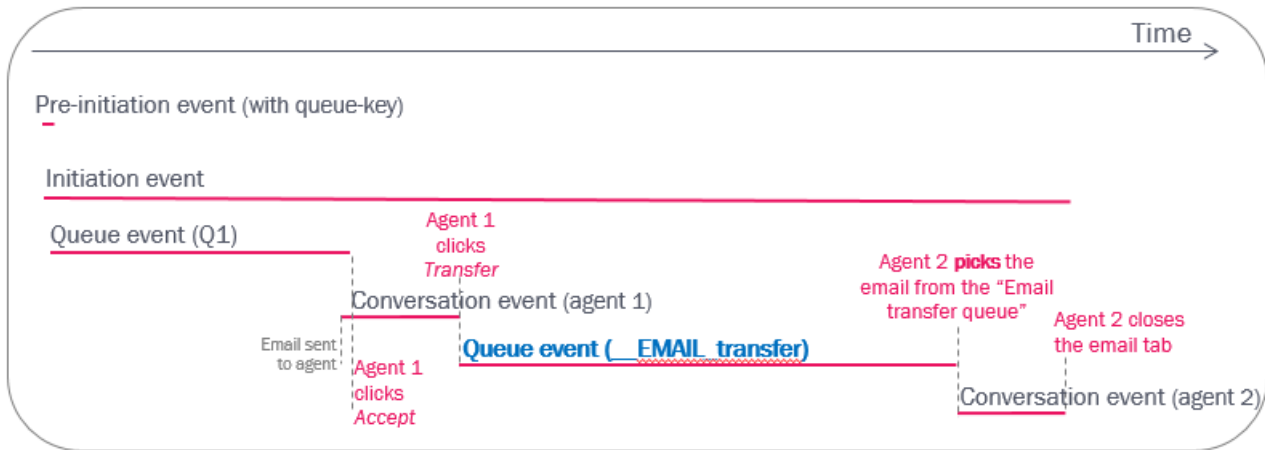 Time
Pre-initiation event (with queue-key)
Initiation event
Queue event (Q1)
Agent 1
clicks
Transfer
Agent 2 picks the
email from the “Email
transfer queue”
Conversation event (agent 1)
Agent 2 closes
the email tab
Email sent
to agent
Queue event (__EMAIL_transfer)
Agent 1
clicks
Accept
Conversation event (agent 2)